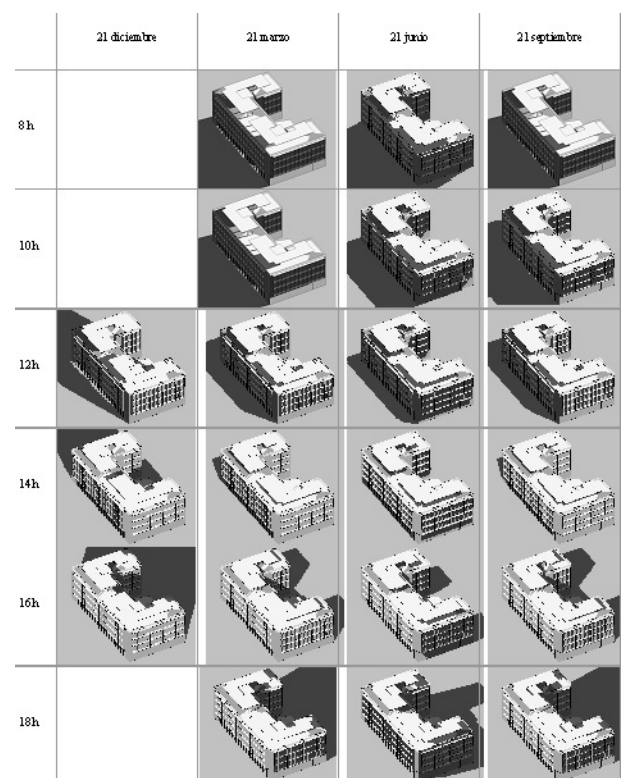 21 diciembre 21 marzo 21 junio 21 septiembre
8h
10h
12h
14h
16h
18h